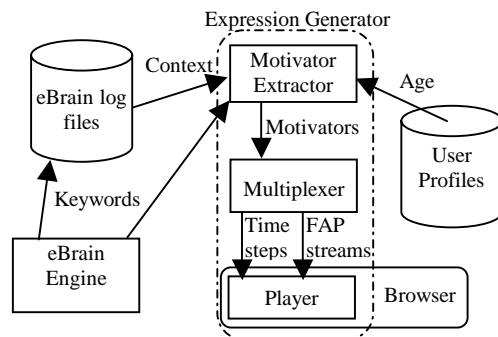 Expression Generator
Context
Motivator
Extractor
Age
eBrain log
files
Motivators
User
Profiles
Keywords
Multiplexer
Time
steps
FAP
streams
eBrain
Engine
Player
Browser